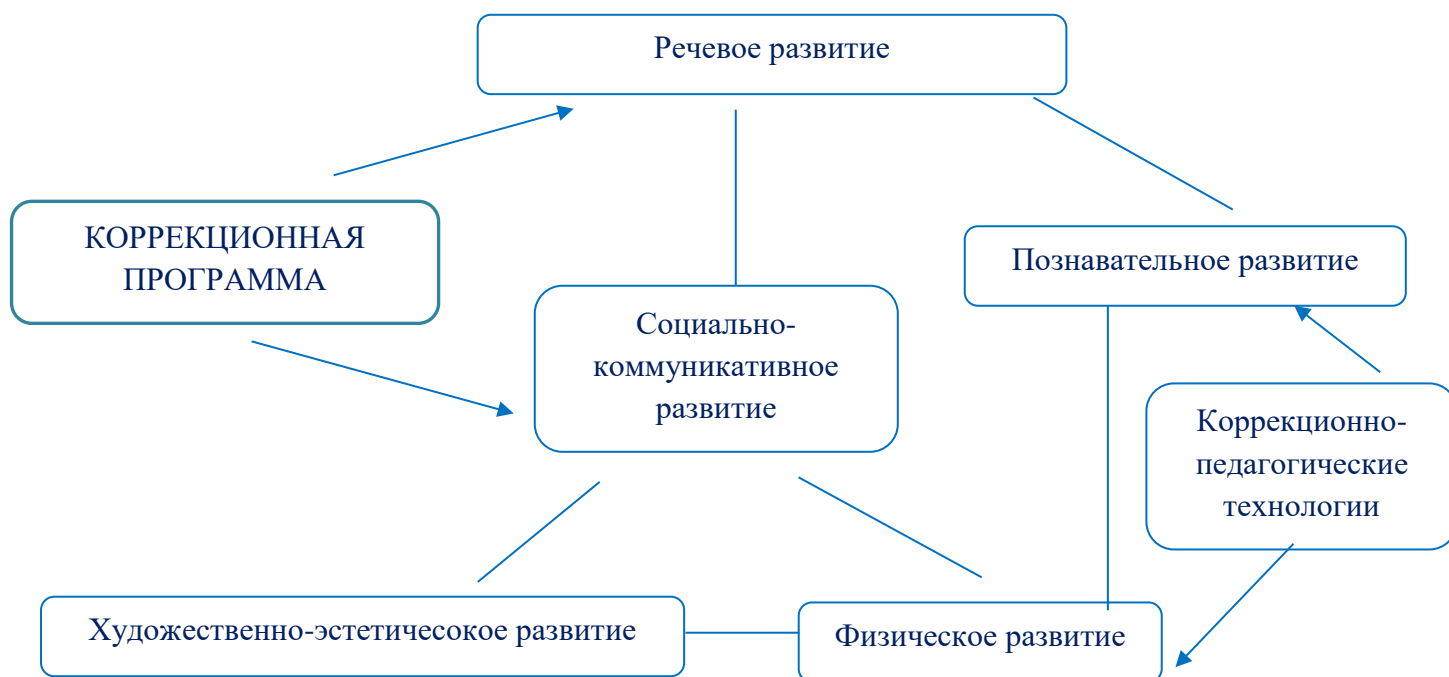 Речевое развитие
КОРРЕКЦИОННАЯ
ПРОГРАММА
Познавательное развитие
Социально-
коммуникативное
развитие
Коррекционно-
педагогические
технологии
Художественно-эстетичесокое развитие
Физическое развитие